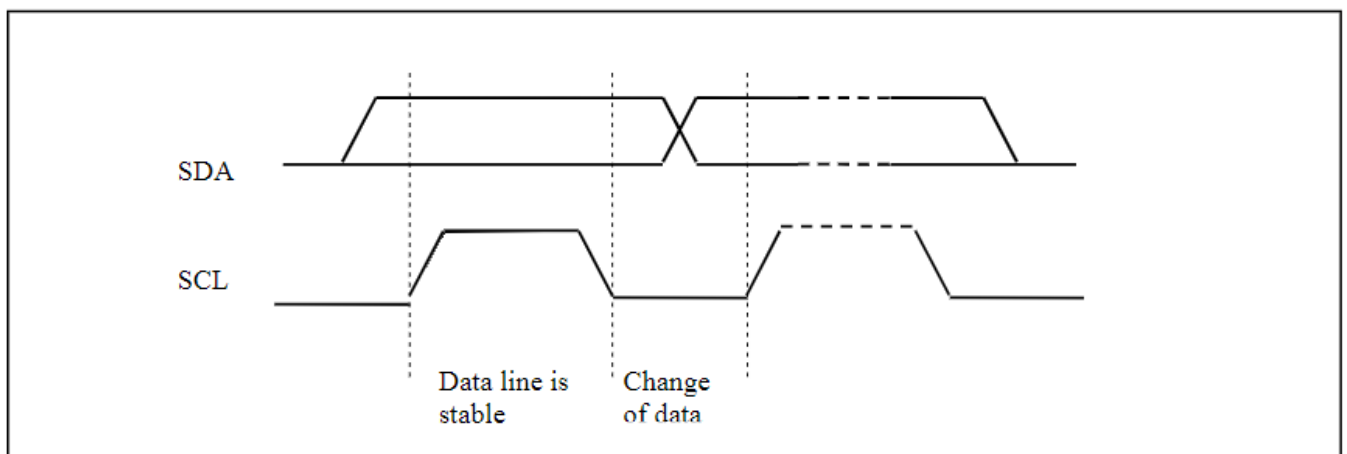 SDA
SCL
Data line is
stable
Change
of data